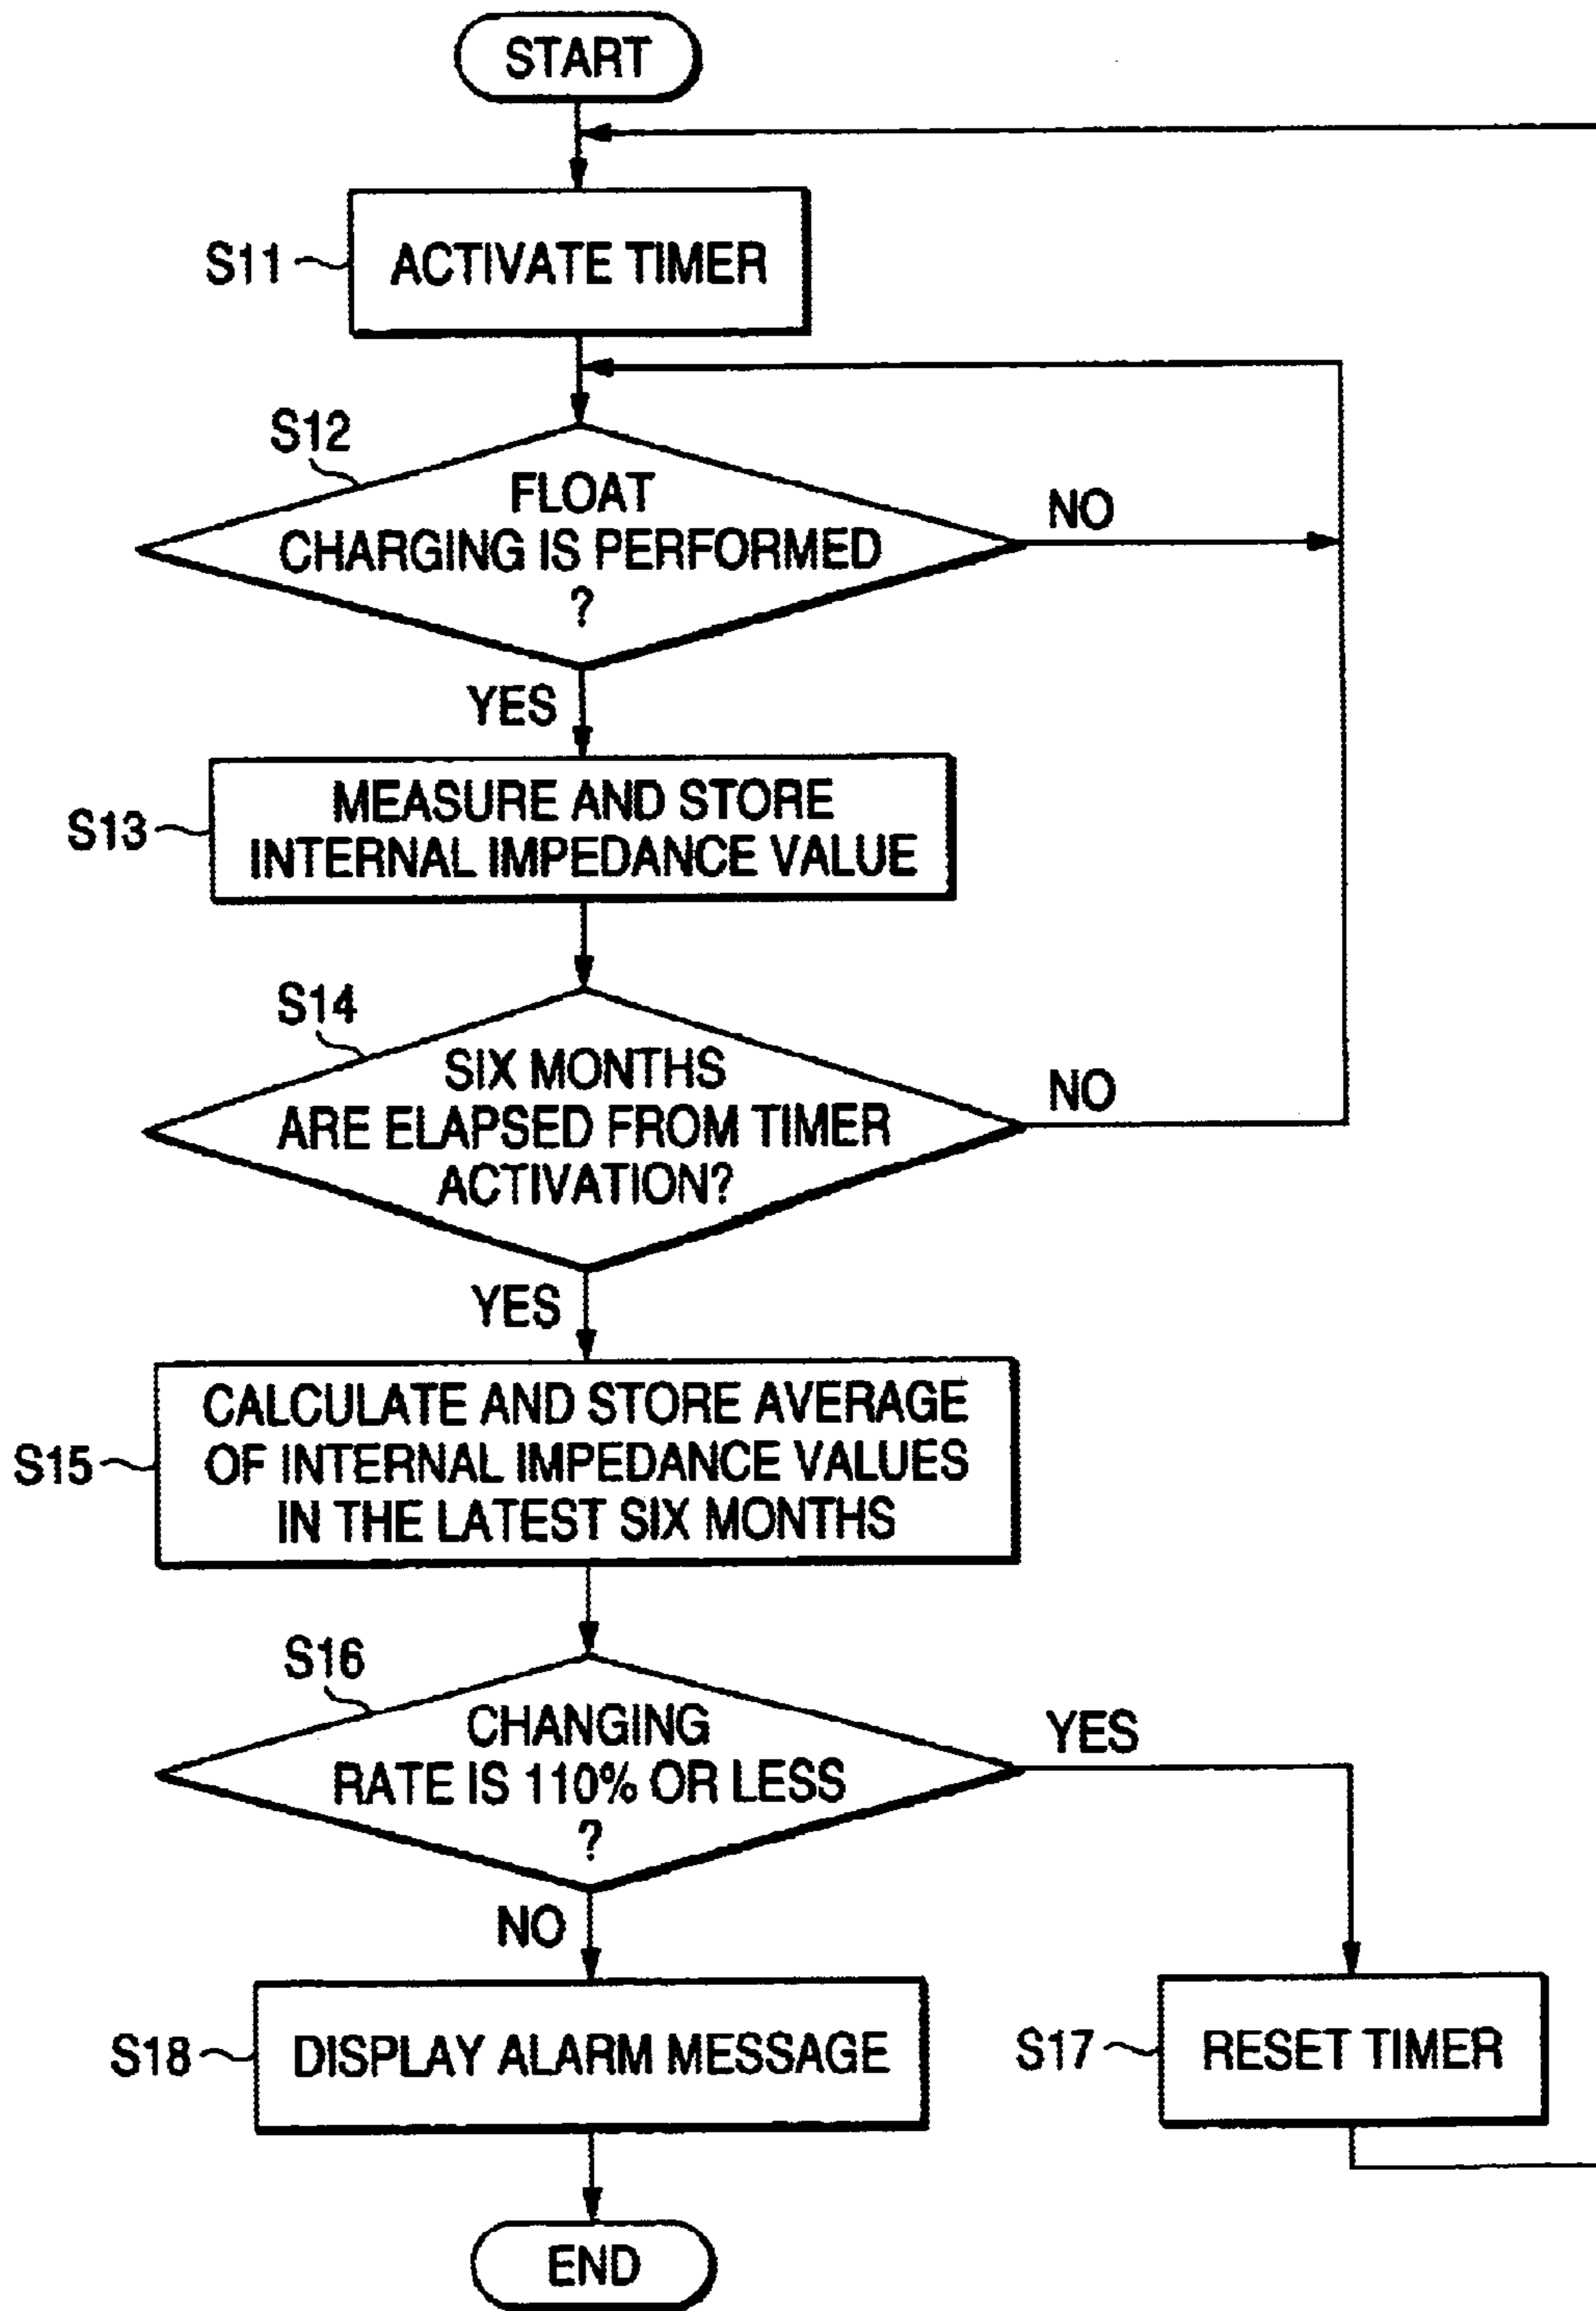 START
S11
ACTIVATE TIMER
S12
FLOAT
CHARGING IS PERFORMED
?
NO
YES
S13
MEASURE AND STORE
INTERNAL IMPEDANCE VALUE
S14
SIX MONTHS
ARE ELAPSED FROM TIMER
ACTIVATION?
NO
YES
S15
CALCULATE AND STORE AVERAGE
OF INTERNAL IMPEDANCE VALUES
IN THE LATEST SIX MONTHS
S16
CHANGING
RATE IS 110% OR LESS
?
YES
NO
S18
DISPLAY ALARM MESSAGE
S17
RESET TIMER
END